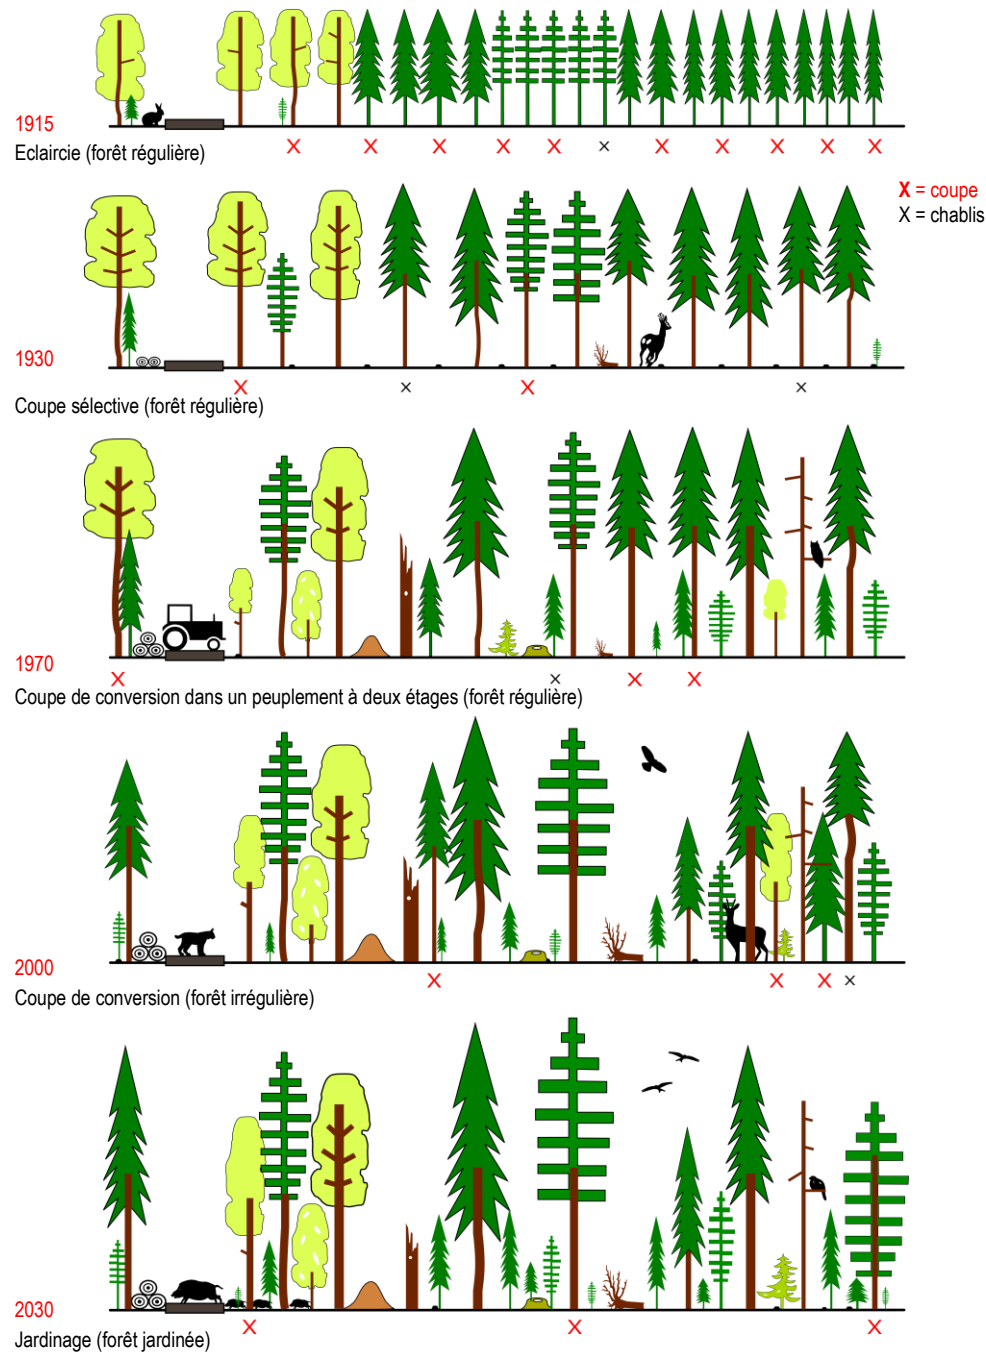 1915
X X X X X X X X X X X X
Eclaircie (forêt régulière)
X = coupe
X = chablis
1930
X X X X
Coupe sélective (forêt régulière)
1970
X X X X
Coupe de conversion dans un peuplement à deux étages (forêt régulière)
2000
X X X X
Coupe de conversion (forêt irrégulière)
2030
X X X
Jardinage (forêt jardinée)